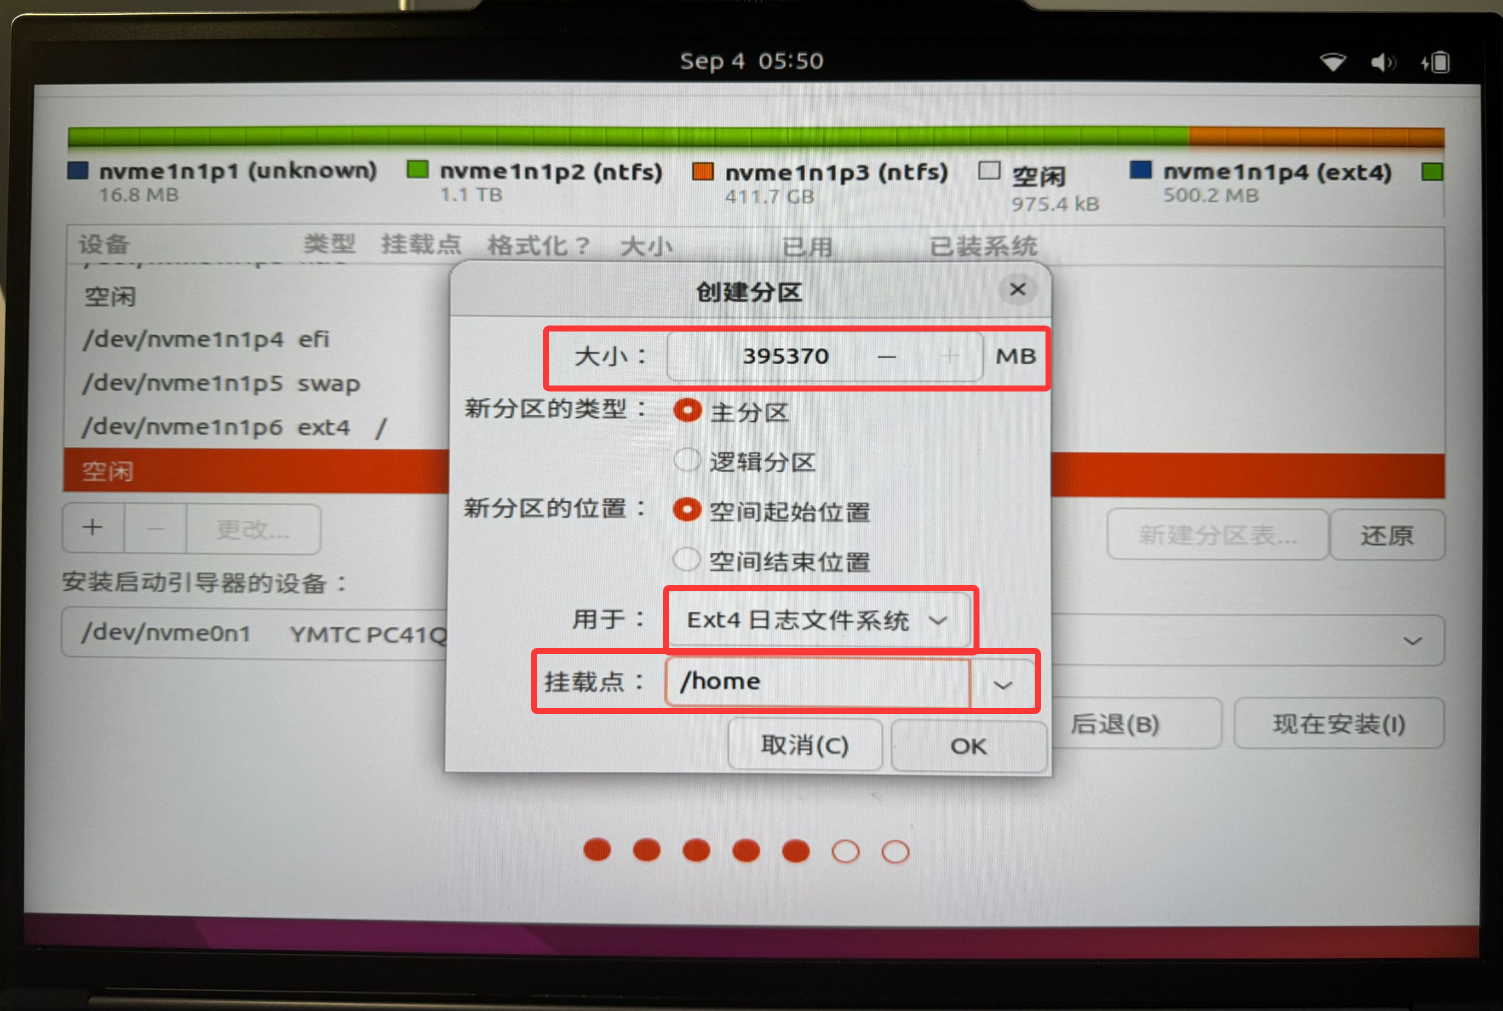 Sep 4 05:50
nvme1n1p1 (unknown)
16.8 MB
nvme1n1p2 (ntfs)
1.1 TB
nvme1n1p3 (ntfs)
411.7 GB
空闲
975.4 kB
nvme1n1p4 (ext4)
500.2 MB
设备 类型 挂载点 格式化？ 大小 已用 已装系统
空闲
/dev/nvme1n1p4 efi
/dev/nvme1n1p5 swap
/dev/nvme1n1p6 ext4 /
空闲
+ − 更改...
新建分区表... 还原
安装启动引导器的设备：
/dev/nvme0n1 YMTC PC41Q
后退(B) 现在安装(I)
创建分区
大小： 395370 − + MB
新分区的类型： 主分区
逻辑分区
新分区的位置： 空间起始位置
空间结束位置
用于： Ext4 日志文件系统
挂载点： /home
取消(C) OK